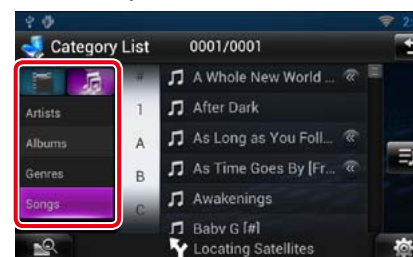 Category List 0001/0001
Artists
Albums
Genres
Songs
#
1
A
B
C
A Whole New World ...
After Dark
As Long as You Foll...
As Time Goes By [Fr...
Awakenings
Baby G [#]
Locating Satellites